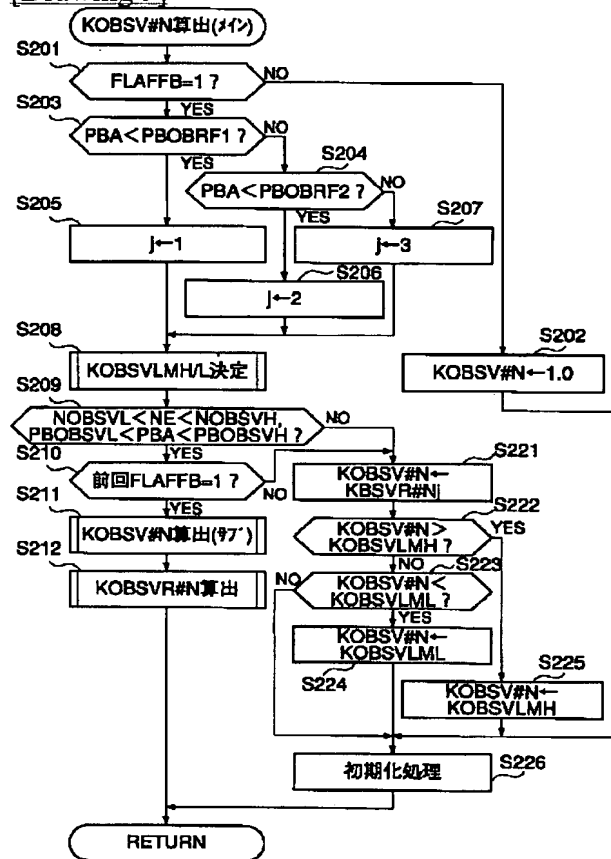 KOBSV#N算出(ﾒｲﾝ)
S201
FLAFFB=1?
NO
YES
S203
PBA<PBOBRF1?
NO
YES
S204
PBA<PBOBRF2?
NO
YES
S205
j←1
S207
j←3
S206
j←2
S208
KOBSVLMH/L決定
S202
KOBSV#N←1.0
S209
NOBSVL<NE<NOBSVH,
PBOBSVL<PBA<PBOBSVH?
NO
YES
S210
前回FLAFFB=1?
NO
YES
S221
KOBSV#N←
KBSVR#Nj
S211
KOBSV#N算出(ｻﾌﾞ)
S222
KOBSV#N>
KOBSVLMH?
YES
NO
S212
KOBSVR#N算出
S223
KOBSV#N<
KOBSVLML?
NO
YES
KOBSV#N←
KOBSVLML
S224
S225
KOBSV#N←
KOBSVLMH
初期化処理
S226
RETURN